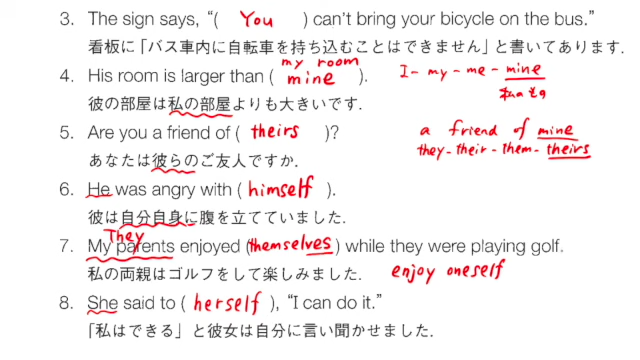 3. The sign says, “( You ) can’t bring your bicycle on the bus.”
看板に「バス車内に自転車を持ち込むことはできません」と書いてあります.
my room
4. His room is larger than ( mine ). I - my - me - mine
彼の部屋は私の部屋よりも大きいです. 私のもの
5. Are you a friend of ( theirs )? a friend of mine
they - their - them - theirs
あなたは彼らのご友人ですか.
6. He was angry with ( himself ).
彼は自分自身に腹を立てていました.
They
7. My parents enjoyed (themselves) while they were playing golf.
私の両親はゴルフをして楽しみました. enjoy oneself
8. She said to ( herself ), “I can do it.”
「私はできる」と彼女は自分に言い聞かせました.